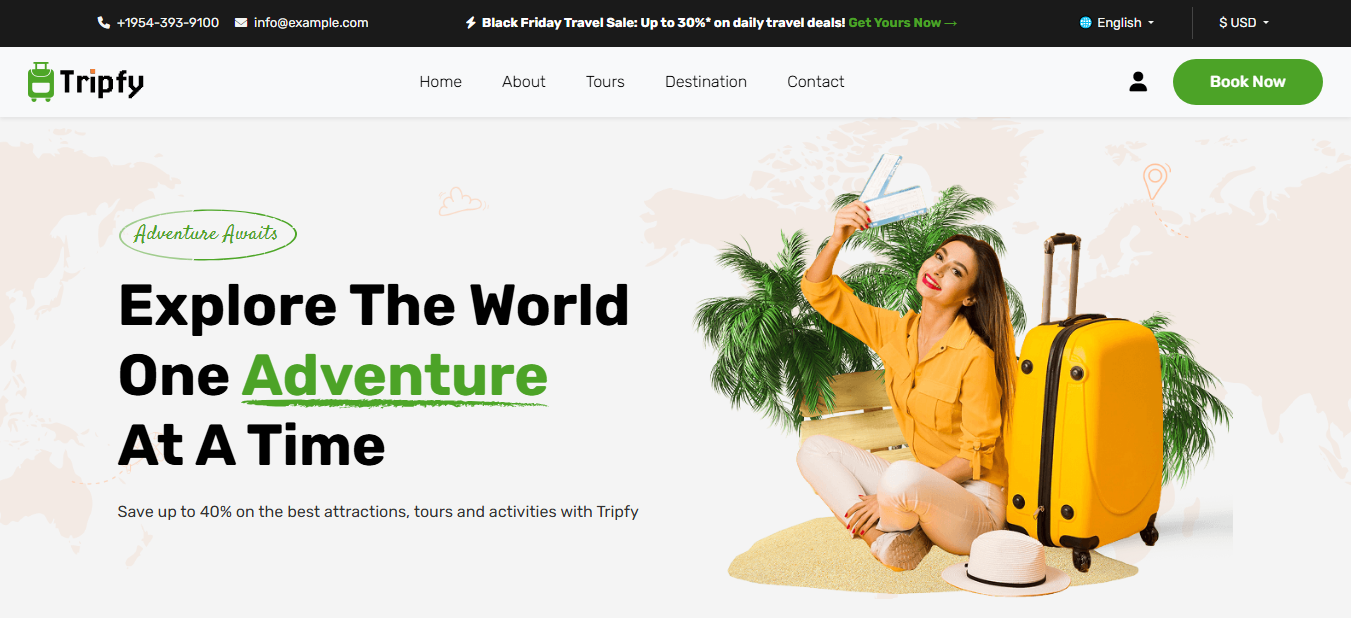 +1954-393-9100 info@example.com Black Friday Travel Sale: Up to 30%* on daily travel deals! Get Yours Now → English $ USD
Tripfy Home About Tours Destination Contact Book Now
Adventure Awaits
Explore The World
One Adventure
At A Time
Save up to 40% on the best attractions, tours and activities with Tripfy